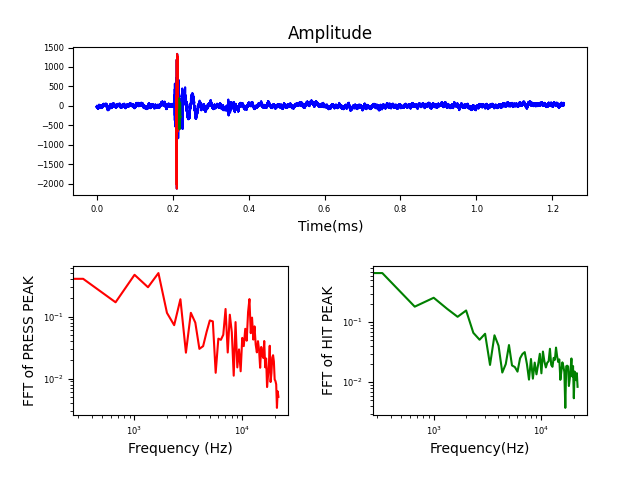 Amplitude
1500
1000
500
0
−500
−1000
−1500
−2000
0.0 0.2 0.4 0.6 0.8 1.0 1.2
Time(ms)
FFT of PRESS PEAK
10⁻¹
10⁻²
10³ 10⁴
Frequency (Hz)
FFT of HIT PEAK
10⁻¹
10⁻²
10³ 10⁴
Frequency(Hz)